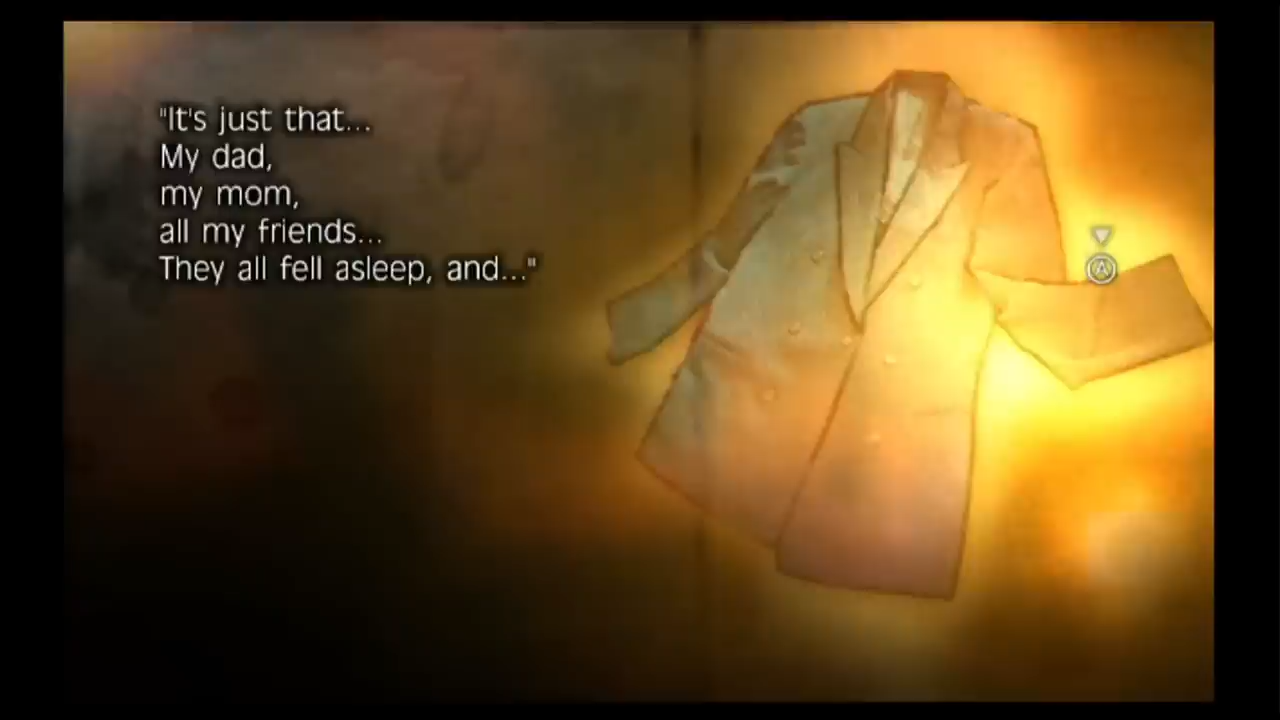 "It's just that...
My dad,
my mom,
all my friends...
They all fell asleep, and..."
A